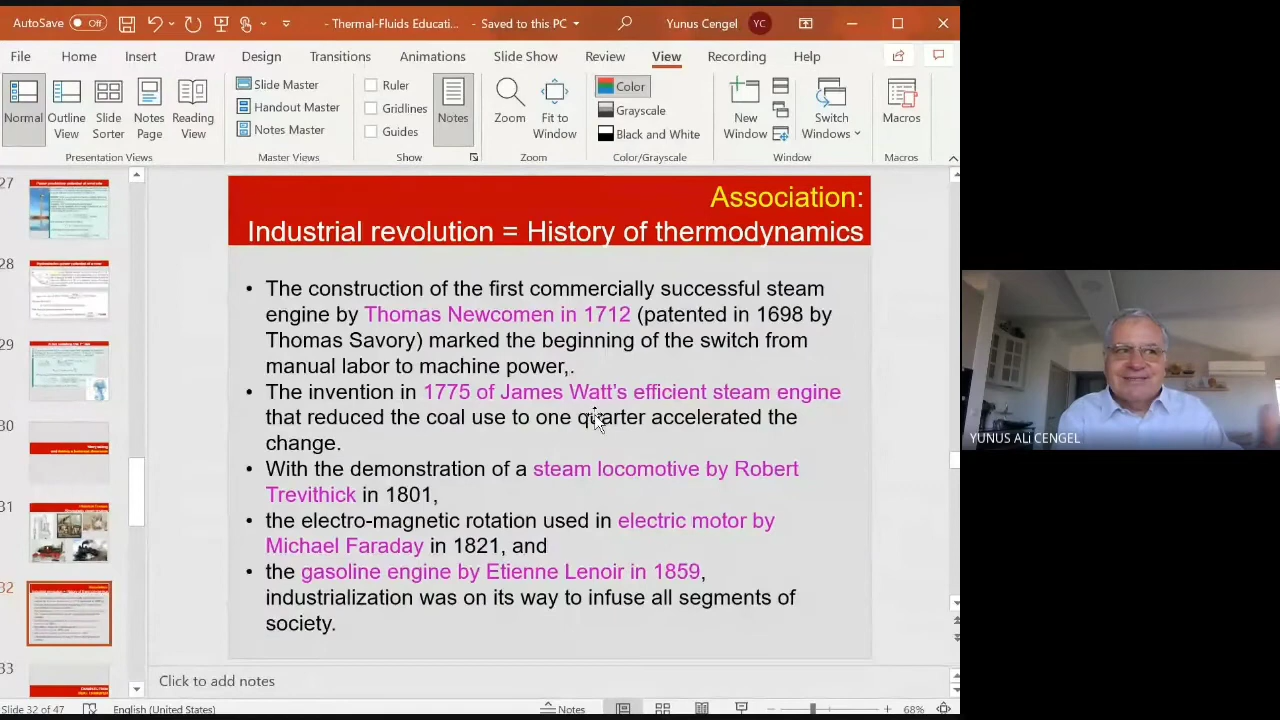 AutoSave Off - Thermal-Fluids Educati... - Saved to this PC Yunus Cengel YC
File Home Insert Draw Design Transitions Animations Slide Show Review View Recording Help
Normal
Outline
View
Slide
Sorter
Notes
Page
Reading
View
Presentation Views
Slide Master
Handout Master
Notes Master
Master Views
Ruler
Gridlines
Guides
Show
Notes
Zoom
Fit to
Window
Zoom
Color
Grayscale
Black and White
Color/Grayscale
New
Window
Switch
Windows
Window
Macros
Macros
27
28
29
30
31
32
33
Association:
Industrial revolution = History of thermodynamics
• The construction of the first commercially successful steam
engine by Thomas Newcomen in 1712 (patented in 1698 by
Thomas Savory) marked the beginning of the switch from
manual labor to machine power,.
• The invention in 1775 of James Watt's efficient steam engine
that reduced the coal use to one quarter accelerated the
change.
• With the demonstration of a steam locomotive by Robert
Trevithick in 1801,
• the electro-magnetic rotation used in electric motor by
Michael Faraday in 1821, and
• the gasoline engine by Etienne Lenoir in 1859,
industrialization was on its way to infuse all segments of
society.
Click to add notes
Slide 32 of 47 English (United States) Notes 68%
YUNUS ALi CENGEL